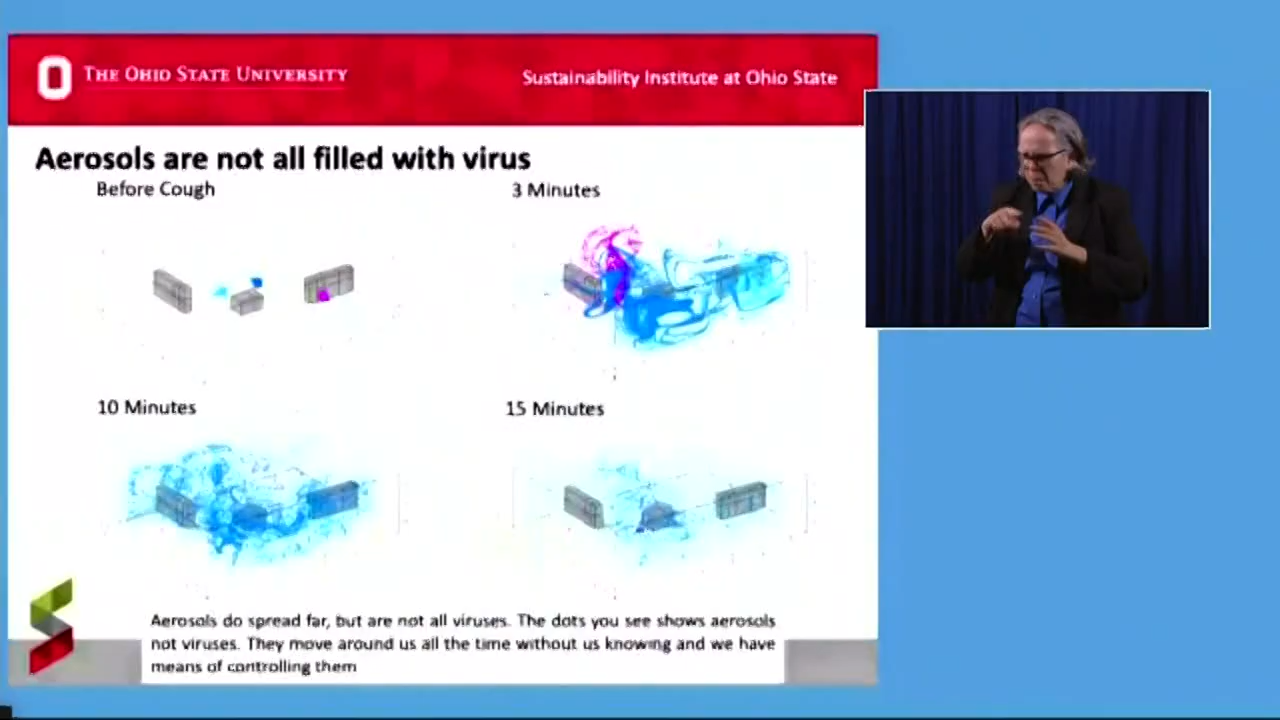 THE OHIO STATE UNIVERSITY
Sustainability Institute at Ohio State
Aerosols are not all filled with virus
Before Cough
3 Minutes
10 Minutes
15 Minutes
Aerosols do spread far, but are not all viruses. The dots you see shows aerosols
not viruses. They move around us all the time without us knowing and we have
means of controlling them